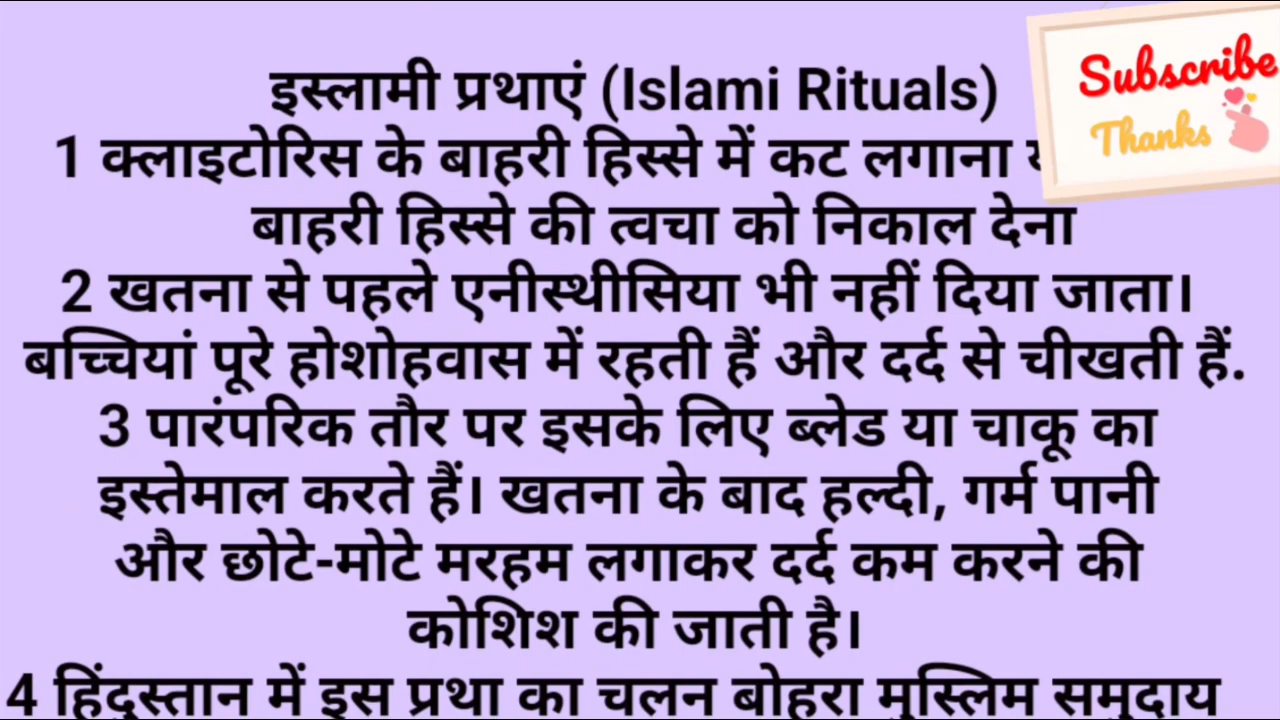 इस्लामी प्रथाएं (Islami Rituals)
Subscribe
Thanks
1 क्लाइटोरिस के बाहरी हिस्से में कट लगाना
बाहरी हिस्से की त्वचा को निकाल देना
2 खतना से पहले एनीस्थीसिया भी नहीं दिया जाता।
बच्चियां पूरे होशोहवास में रहती हैं और दर्द से चीखती हैं.
3 पारंपरिक तौर पर इसके लिए ब्लेड या चाकू का
इस्तेमाल करते हैं। खतना के बाद हल्दी, गर्म पानी
और छोटे-मोटे मरहम लगाकर दर्द कम करने की
कोशिश की जाती है।
4 हिंदुस्तान में इस प्रथा का चलन बोहरा मुस्लिम समुदाय